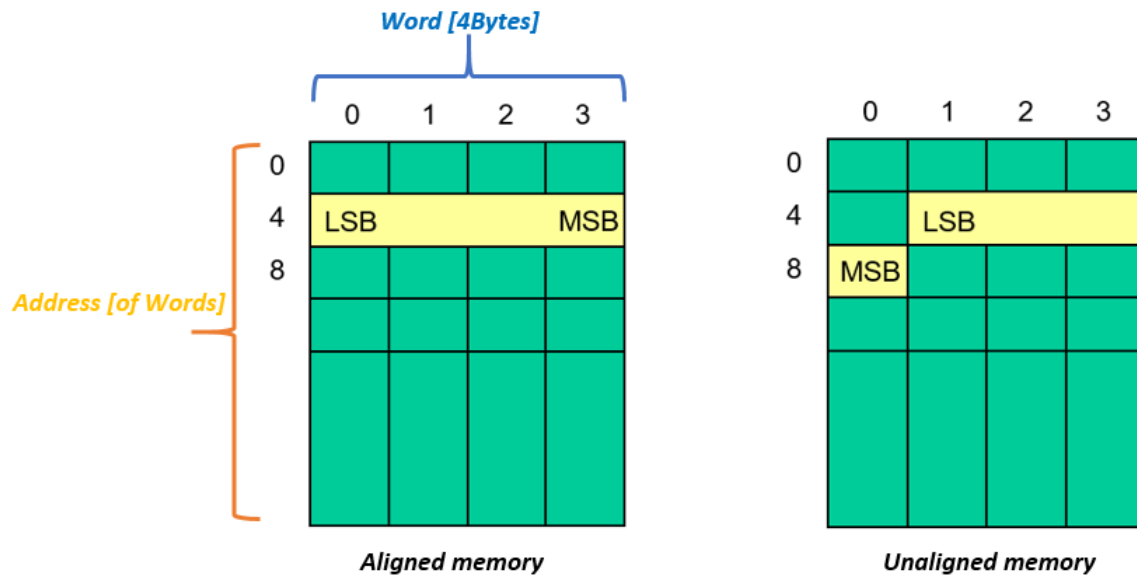 Word [4Bytes]
0 1 2 3
0 1 2 3
0
4 LSB MSB
8
Address [of Words]
0
4 LSB
8 MSB
Aligned memory
Unaligned memory